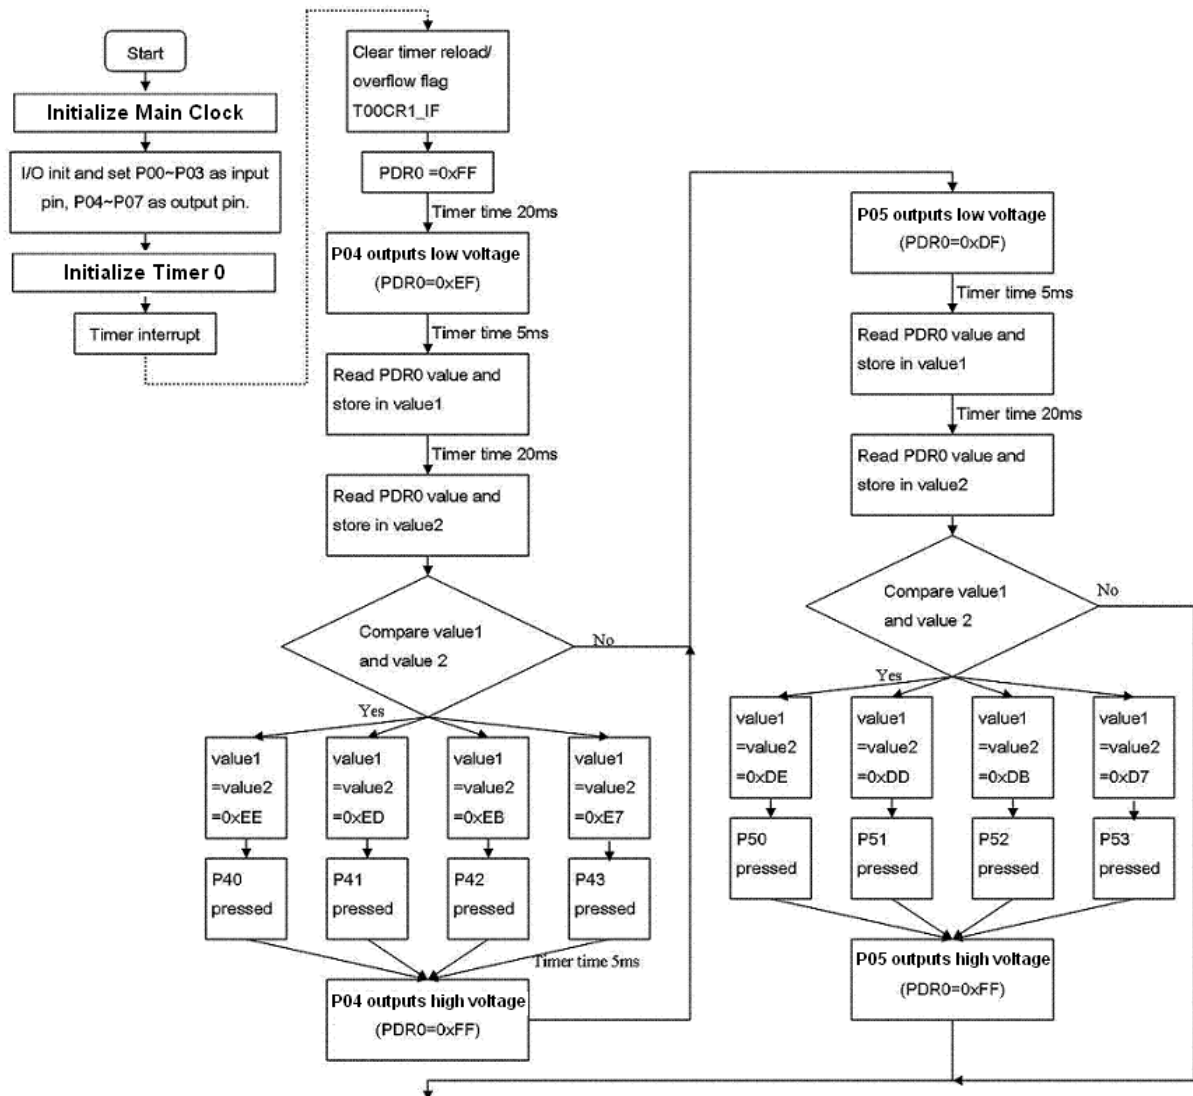 Start
Initialize Main Clock
I/O init and set P00~P03 as input
pin, P04~P07 as output pin.
Initialize Timer 0
Timer interrupt
Clear timer reload/
overflow flag
T00CR1_IF
PDR0 =0xFF
Timer time 20ms
P04 outputs low voltage
(PDR0=0xEF)
Timer time 5ms
Read PDR0 value and
store in value1
Timer time 20ms
Read PDR0 value and
store in value2
Compare value1
and value 2
No
Yes
value1
=value2
=0xEE
value1
=value2
=0xED
value1
=value2
=0xEB
value1
=value2
=0xE7
P40
pressed
P41
pressed
P42
pressed
P43
pressed
Timer time 5ms
P04 outputs high voltage
(PDR0=0xFF)
P05 outputs low voltage
(PDR0=0xDF)
Timer time 5ms
Read PDR0 value and
store in value1
Timer time 20ms
Read PDR0 value and
store in value2
Compare value1
and value 2
No
Yes
value1
=value2
=0xDE
value1
=value2
=0xDD
value1
=value2
=0xDB
value1
=value2
=0xD7
P50
pressed
P51
pressed
P52
pressed
P53
pressed
P05 outputs high voltage
(PDR0=0xFF)